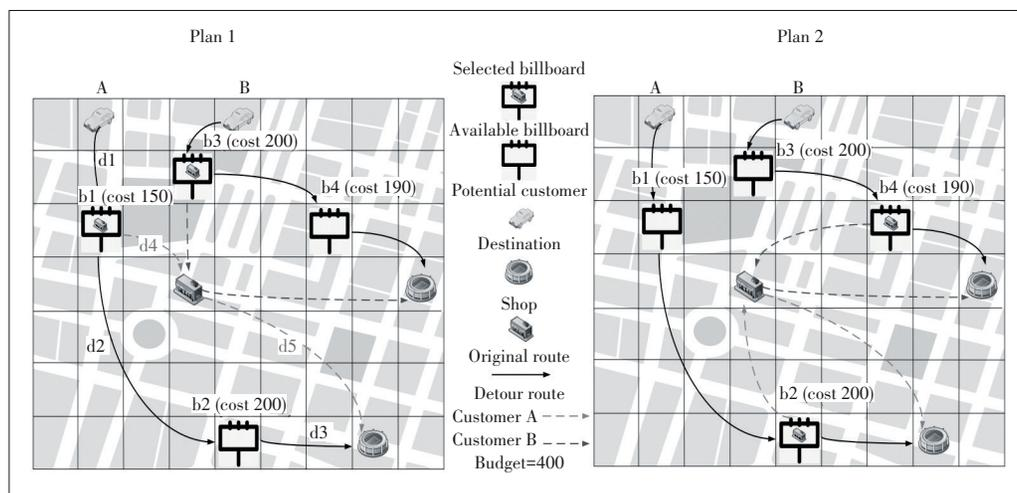 Plan 1
A
B
d1
b3 (cost 200)
b1 (cost 150)
b4 (cost 190)
d4
d2
d5
b2 (cost 200)
d3
Selected billboard
Available billboard
Potential customer
Destination
Shop
Original route
Detour route
Customer A
Customer B
Budget=400
Plan 2
A
B
b3 (cost 200)
b1 (cost 150)
b4 (cost 190)
b2 (cost 200)